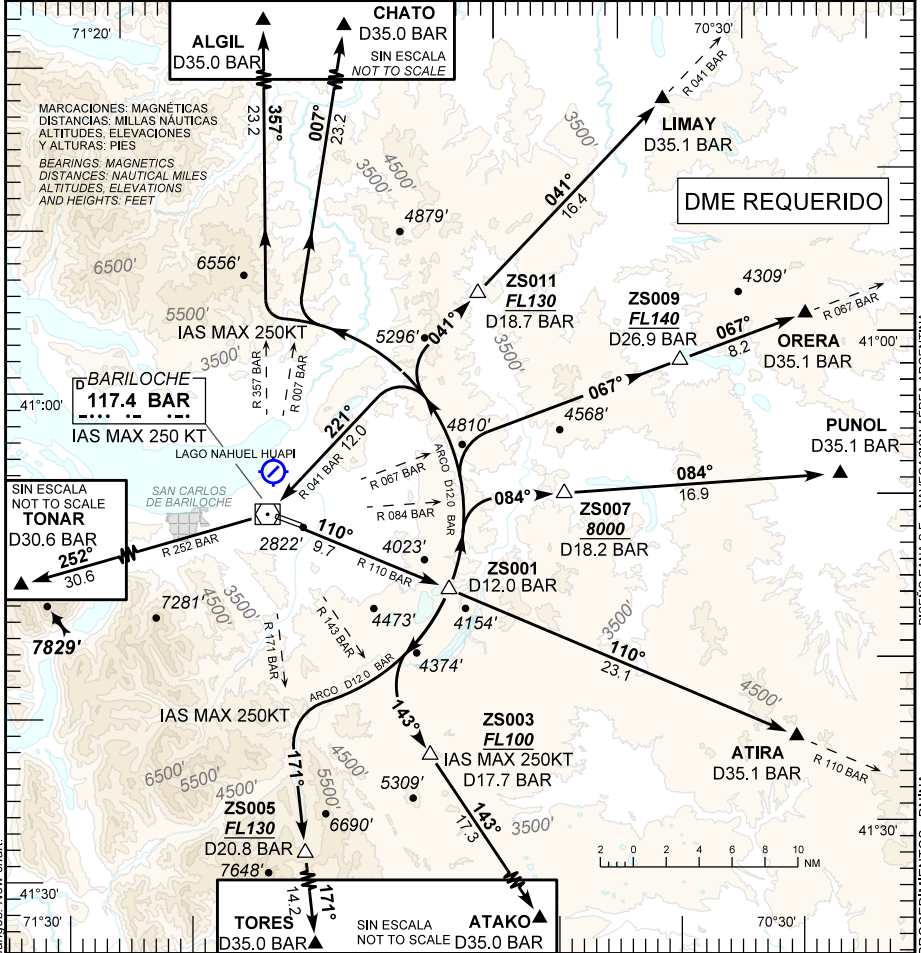 71°20'
ALGIL
D35.0 BAR
CHATO
D35.0 BAR
SIN ESCALA
NOT TO SCALE
70°30'
R 041 BAR
MARCACIONES: MAGNÉTICAS
DISTANCIAS: MILLAS NÁUTICAS
ALTITUDES, ELEVACIONES
Y ALTURAS: PIES
BEARINGS: MAGNETICS
DISTANCES: NAUTICAL MILES
ALTITUDES, ELEVATIONS
AND HEIGHTS: FEET
357°
23.2
007°
23.2
3500'
4500'
3500'
LIMAY
D35.1 BAR
041°
16.4
DME REQUERIDO
4879'
6500'
6556'
5500'
IAS MAX 250KT
3500'
ZS011
FL130
D18.7 BAR
ZS009
FL140
D26.9 BAR
4309'
R 067 BAR
067°
8.2
ORERA
D35.1 BAR
41°00'
5296'
041°
3500'
R 357 BAR
R 007 BAR
D BARILOCHE
117.4 BAR
IAS MAX 250 KT
41°00'
067°
4568'
PUNOL
D35.1 BAR
221°
12.0
R 041 BAR
4810'
ARCO D12.0 BAR
R 067 BAR
LAGO NAHUEL HUAPI
084°
16.9
084°
R 084 BAR
ZS007
8000
D18.2 BAR
SIN ESCALA
NOT TO SCALE
TONAR
D30.6 BAR
252°
30.6
R 252 BAR
SAN CARLOS
DE BARILOCHE
2822'
110°
9.7
R 110 BAR
4023'
ZS001
D12.0 BAR
7829'
7281'
4500'
3500'
R 171 BAR
R 143 BAR
4473'
4154'
3500'
110°
23.1
4374'
ARCO D12.0 BAR
4500'
IAS MAX 250KT
143°
ZS003
FL100
IAS MAX 250KT
D17.7 BAR
ATIRA
D35.1 BAR
R 110 BAR
171°
6500'
5500'
4500'
4500'
5500'
5309'
ZS005
FL130
D20.8 BAR
6690'
143°
17.3
3500'
41°30'
2 0 2 4 6 8 10 NM
7648'
171°
14.2
41°30'
71°30'
TORES
D35.0 BAR
SIN ESCALA
NOT TO SCALE
ATAKO
D35.0 BAR
70°30'